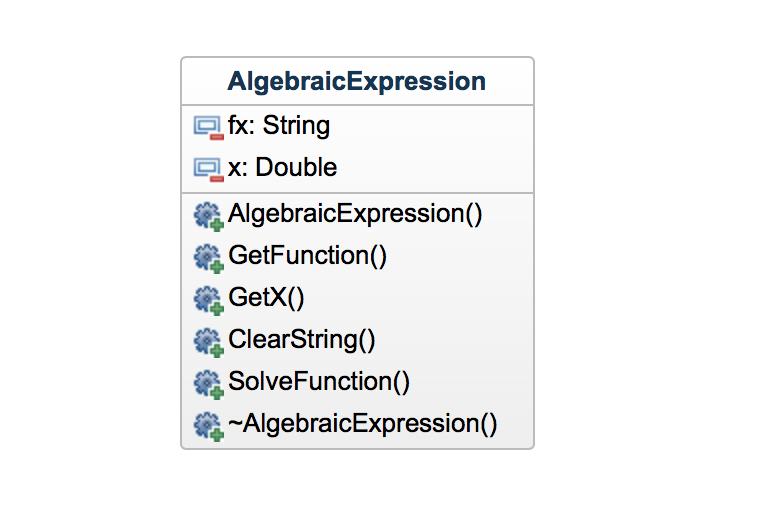 AlgebraicExpression
fx: String
x: Double
AlgebraicExpression()
GetFunction()
GetX()
ClearString()
SolveFunction()
~AlgebraicExpression()